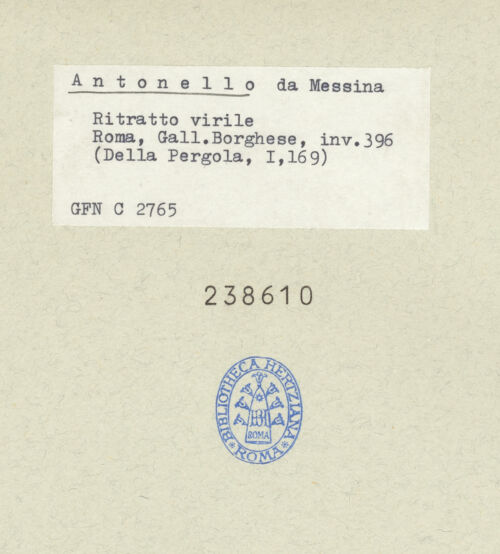 Antonello da Messina
Ritratto virile
Roma, Gall.Borghese, inv.396
(Della Pergola, I,169)
GFN C 2765
238610
BIBLIOTHECA HERTZIANA
ROMA
ROMA